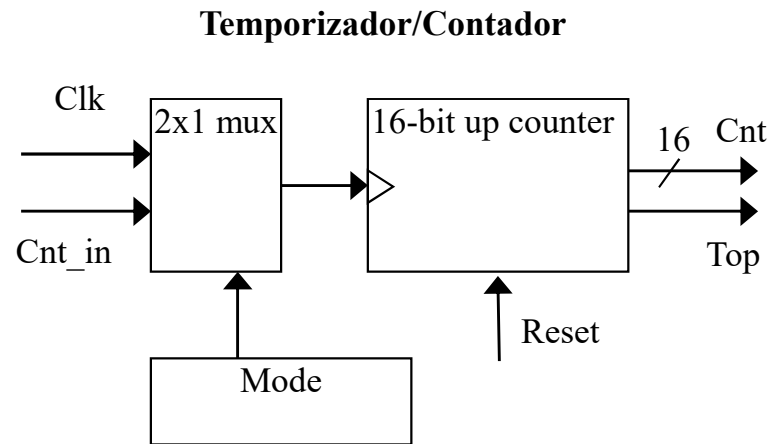 Temporizador/Contador
Clk
2x1 mux
16-bit up counter
16
Cnt
Cnt_in
Top
Reset
Mode